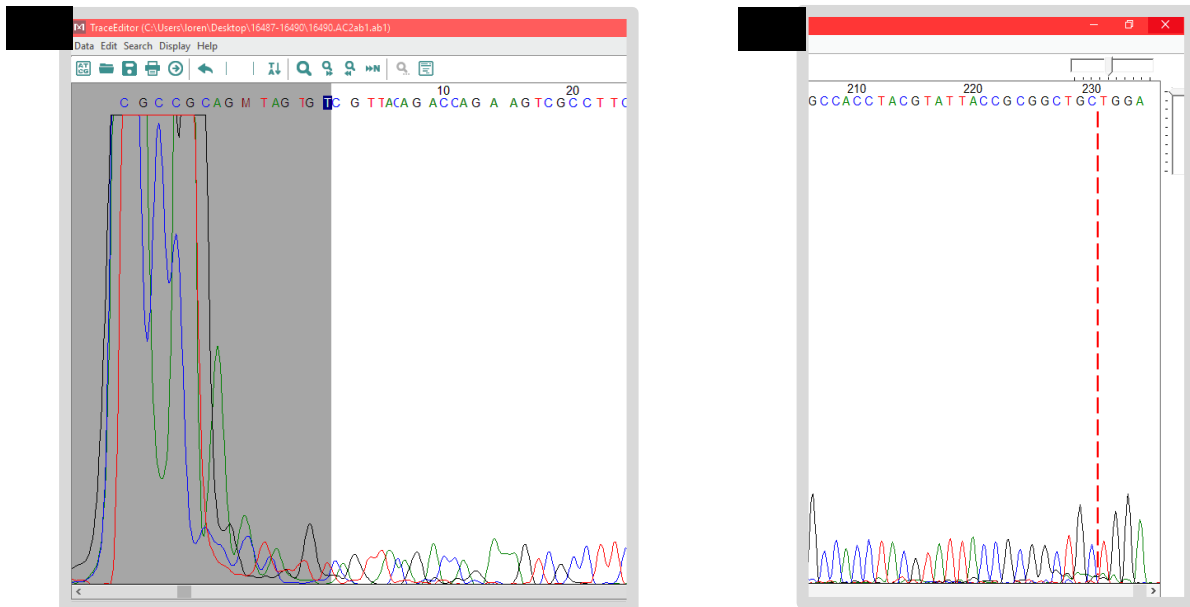 TraceEditor (C:\Users\loren\Desktop\16487-16490\16490.AC2ab1.ab1)
Data Edit Search Display Help
10 20
C G C C G C A G M T A G T G T C G T T A C A G A C C A G A A G T C G C C T T C
210 220 230
G C C A C C T A C G T A T T A C C G C G G C T G C T G G A